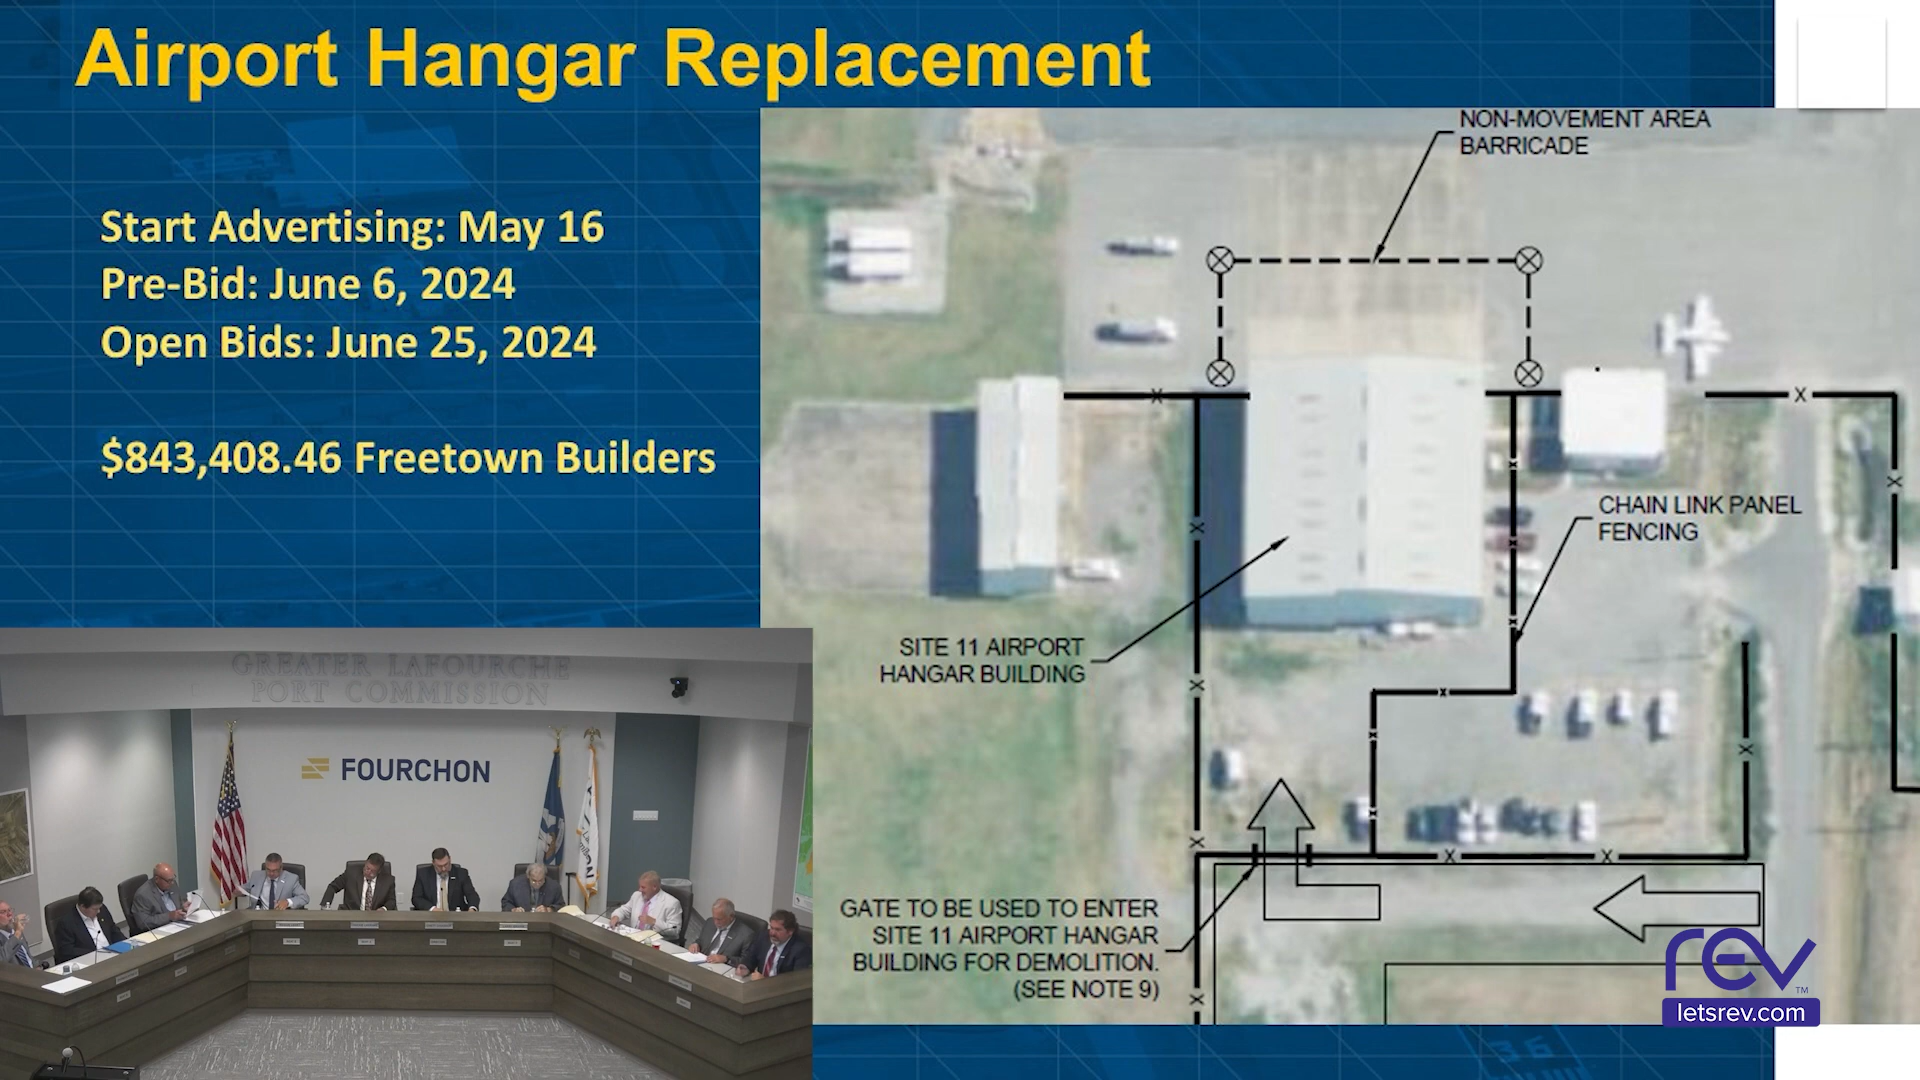 Airport Hangar Replacement
Start Advertising: May 16
Pre-Bid: June 6, 2024
Open Bids: June 25, 2024
$843,408.46 Freetown Builders
NON-MOVEMENT AREA
BARRICADE
CHAIN LINK PANEL
FENCING
SITE 11 AIRPORT
HANGAR BUILDING
GATE TO BE USED TO ENTER
SITE 11 AIRPORT HANGAR
BUILDING FOR DEMOLITION.
(SEE NOTE 9)
GREATER LAFOURCHE
PORT COMMISSION
FOURCHON
rev™
letsrev.com
36